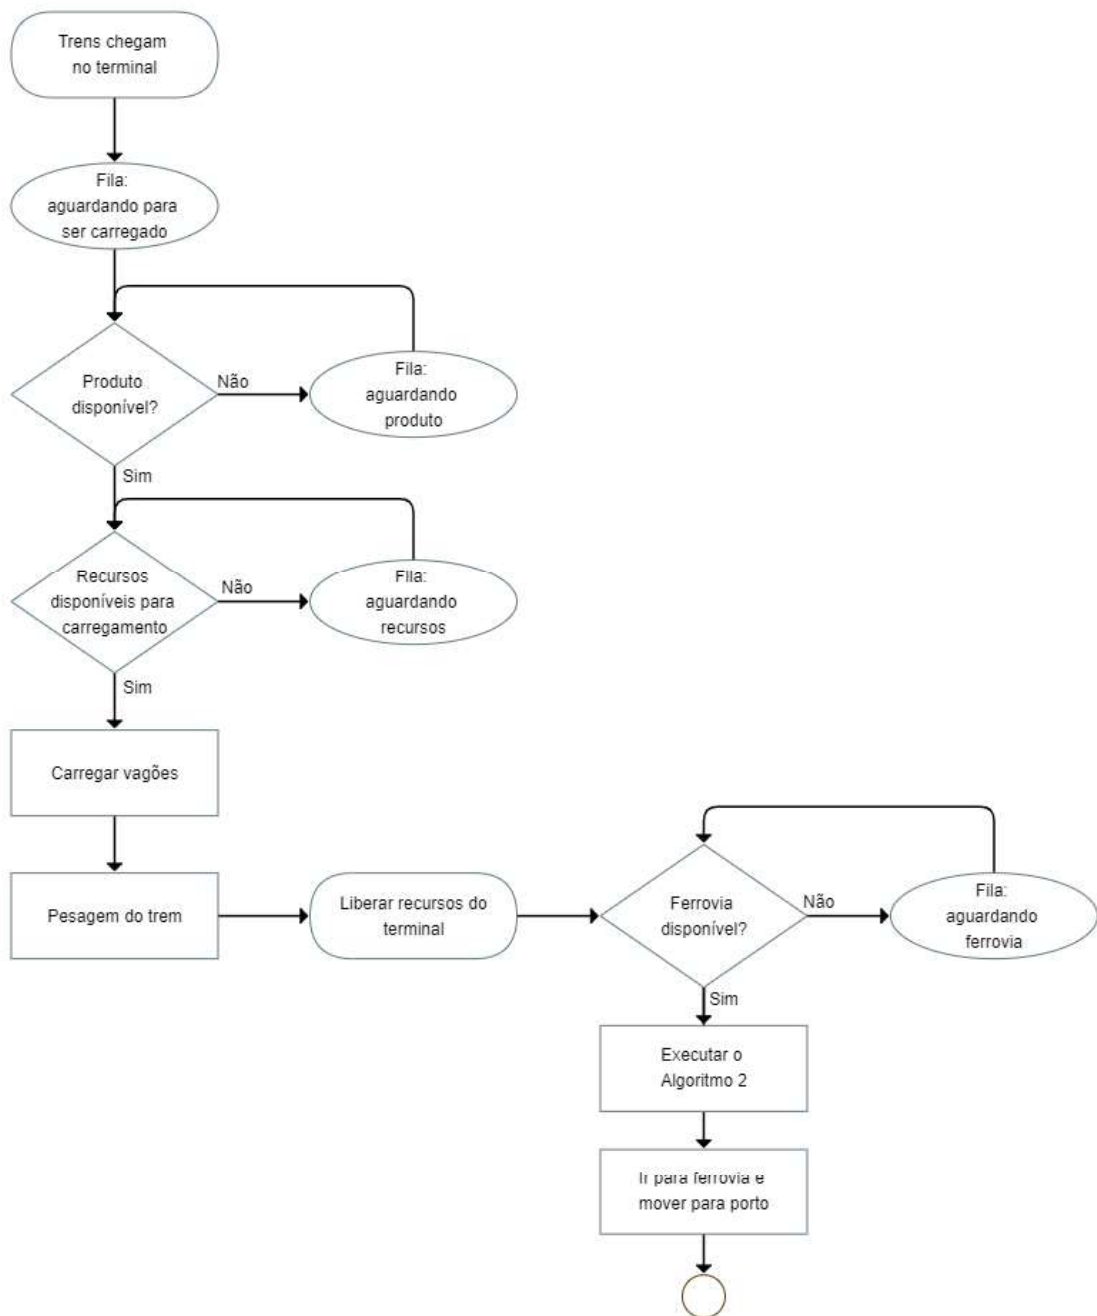 Trens chegam
no terminal
Fila:
aguardando para
ser carregado
Produto
disponível?
Não
Fila:
aguardando
produto
Sim
Recursos
disponíveis para
carregamento
Não
Fila:
aguardando
recursos
Sim
Carregar vagões
Pesagem do trem
Liberar recursos do
terminal
Ferrovia
disponível?
Não
Fila:
aguardando
ferrovia
Sim
Executar o
Algoritmo 2
Ir para ferrovia e
mover para porto